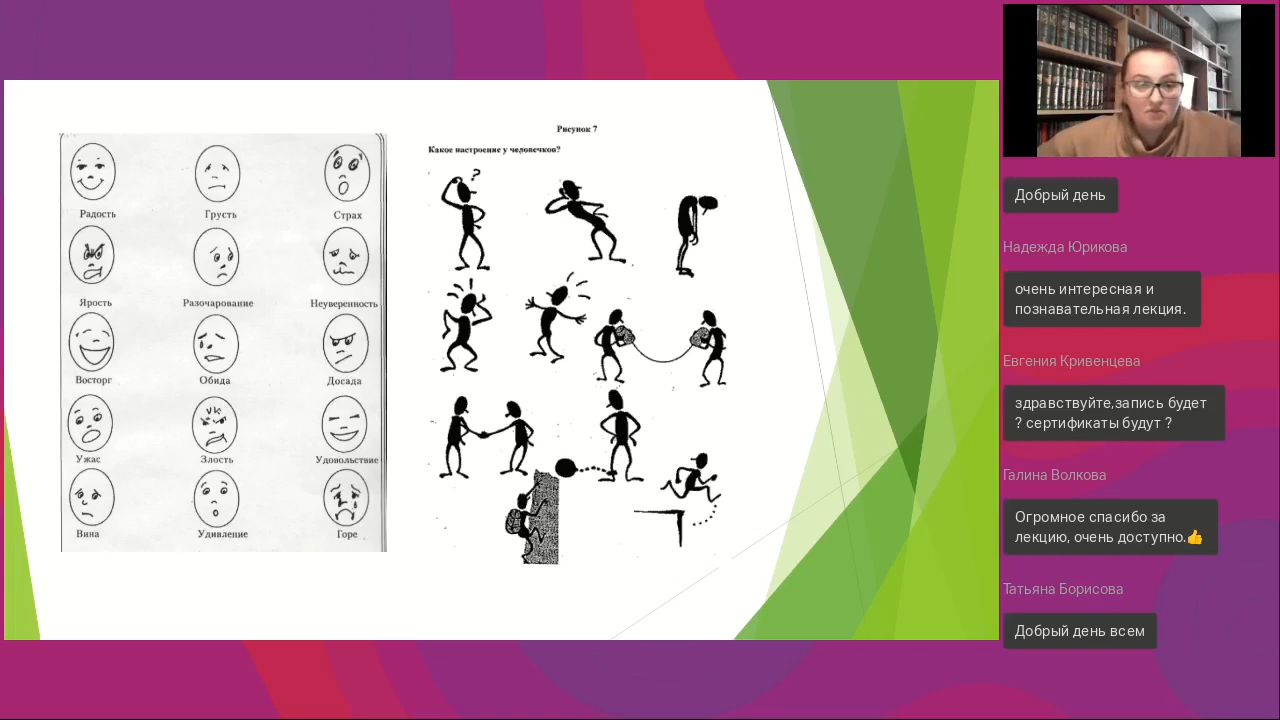 Рисунок 7
Какое настроение у человечков?
?
Радость
Грусть
Страх
Ярость
Разочарование
Неуверенность
Восторг
Обида
Досада
Ужас
Злость
Удовольствие
Вина
Удивление
Горе
Добрый день
Надежда Юрикова
очень интересная и
познавательная лекция.
Евгения Кривенцева
здравствуйте,запись будет
? сертификаты будут ?
Галина Волкова
Огромное спасибо за
лекцию, очень доступно.👍
Татьяна Борисова
Добрый день всем